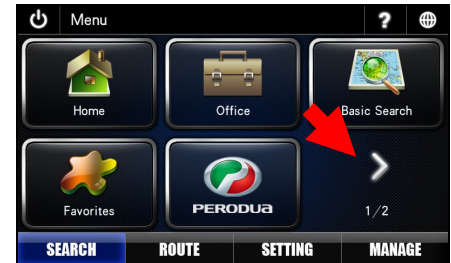 Menu ?
Home Office Basic Search
Favorites PERODUA 1/2
SEARCH ROUTE SETTING MANAGE